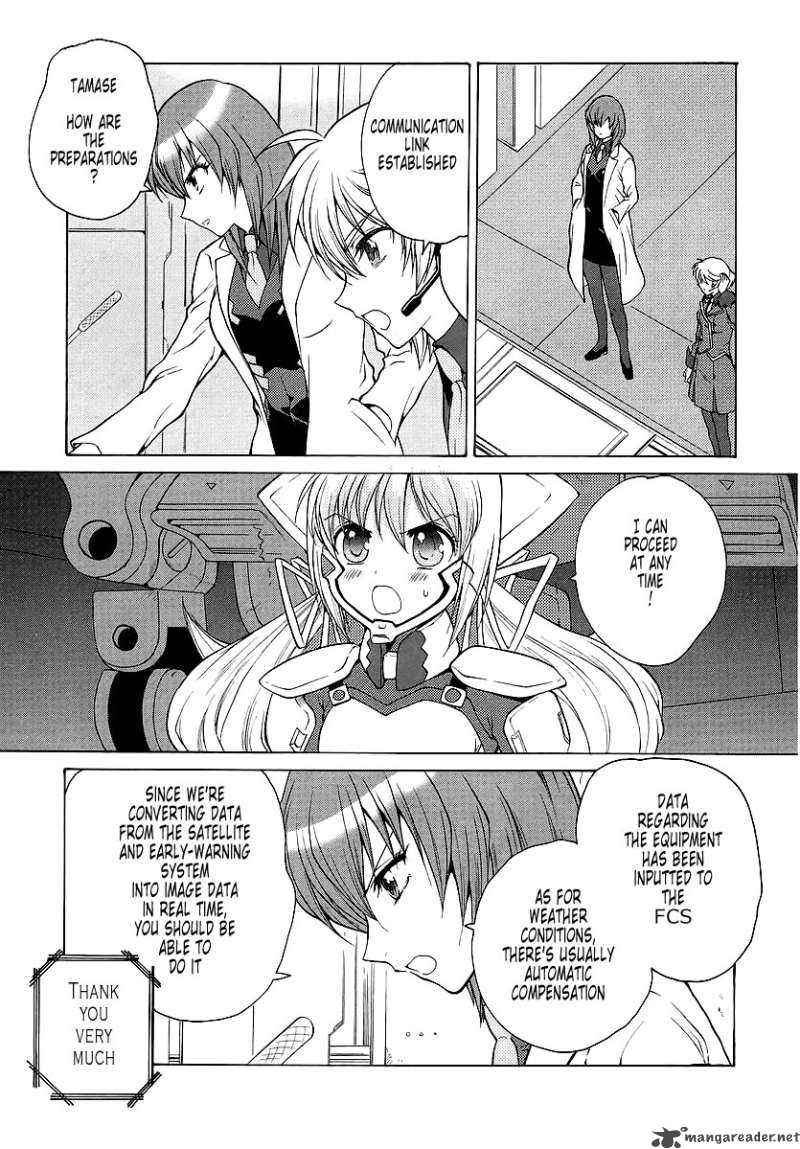 COMMUNICATION
LINK
ESTABLISHED
TAMASE
HOW ARE
THE
PREPARATIONS
?
I CAN
PROCEED
AT ANY
TIME
!
DATA
REGARDING
THE EQUIPMENT
HAS BEEN
INPUTTED TO
THE
FCS
AS FOR
WEATHER
CONDITIONS,
THERE'S USUALLY
AUTOMATIC
COMPENSATION
SINCE WE'RE
CONVERTING DATA
FROM THE SATELLITE
AND EARLY-WARNING
SYSTEM
INTO IMAGE DATA
IN REAL TIME,
YOU SHOULD BE
ABLE TO
DO IT
THANK
YOU
VERY
MUCH
mangareader.net